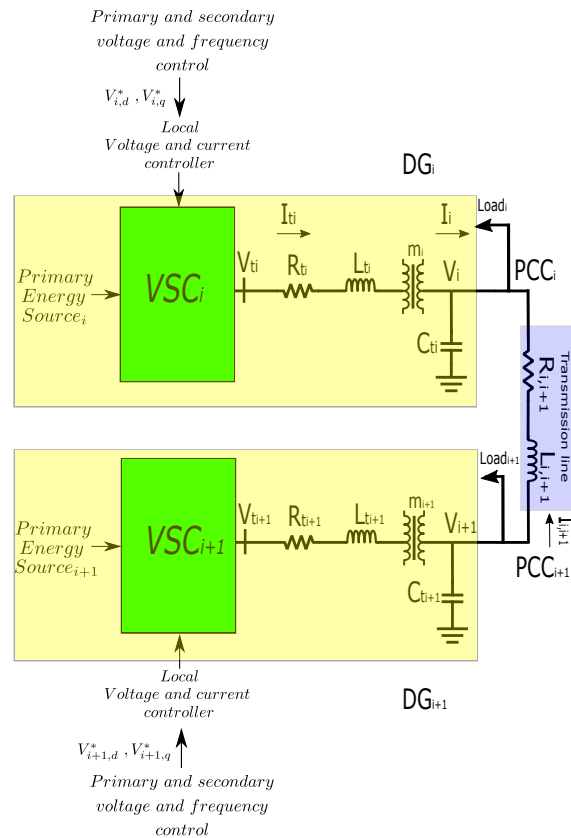 Primary and secondary
voltage and frequency
control
V*i,d , V*i,q
Local
Voltage and current
controller
DGi
Iti
Ii
Loadi
Primary
Energy
Sourcei
VSCi
Vti
Rti
Lti
mi
Vi
PCCi
Cti
Transmission line
Ri,i+1
Li,i+1
Ii,i+1
Primary
Energy
Sourcei+1
VSCi+1
Vti+1
Rti+1
Lti+1
mi+1
Vi+1
Loadi+1
PCCi+1
Cti+1
Local
Voltage and current
controller
DGi+1
V*i+1,d , V*i+1,q
Primary and secondary
voltage and frequency
control